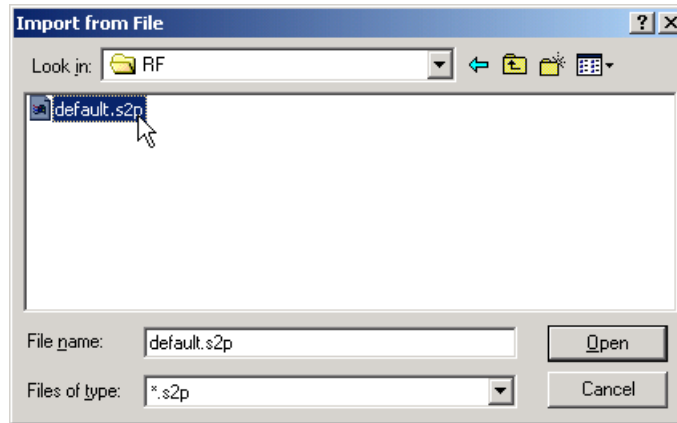 Import from File
Look in: RF
default.s2p
File name: default.s2p Open
Files of type: *.s2p Cancel